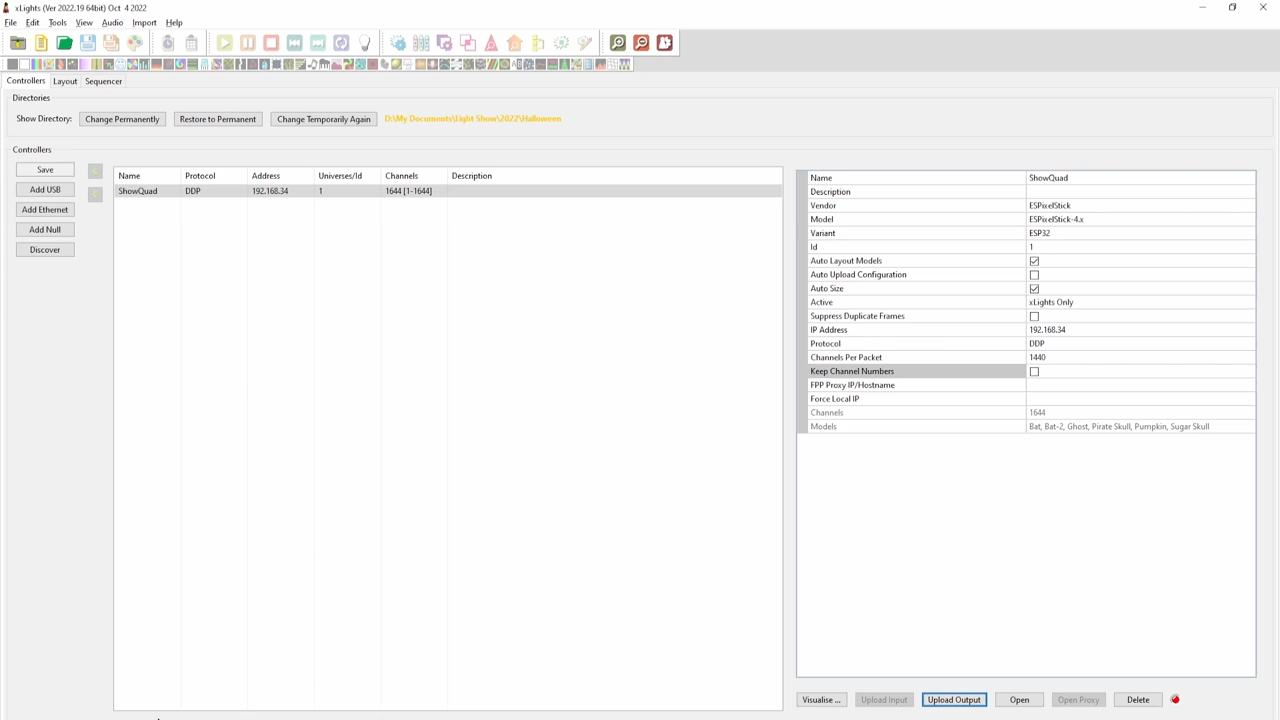 xLights (Ver 2022.19 64bit) Oct 4 2022
File Edit Tools View Audio Import Help
Controllers Layout Sequencer
Directories
Show Directory: Change Permanently Restore to Permanent Change Temporarily Again D:\My Documents\Light Show\2022\Halloween
Controllers
Save
Add USB
Add Ethernet
Add Null
Discover
Name Protocol Address Universes/Id Channels Description
ShowQuad DDP 192.168.34 1 1644 [1-1644]
Name ShowQuad
Description
Vendor ESPixelStick
Model ESPixelStick-4.x
Variant ESP32
Id 1
Auto Layout Models
Auto Upload Configuration
Auto Size
Active xLights Only
Suppress Duplicate Frames
IP Address 192.168.34
Protocol DDP
Channels Per Packet 1440
Keep Channel Numbers
FPP Proxy IP/Hostname
Force Local IP
Channels 1644
Models Bat, Bat-2, Ghost, Pirate Skull, Pumpkin, Sugar Skull
Visualise ... Upload Input Upload Output Open Open Proxy Delete